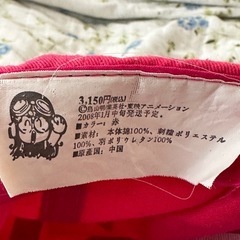 3,150円(税込)
©鳥山明/集英社・東映アニメーション
2008年1月中旬発送予定。
■カラー：赤
■素材： 本体綿100%、刺繍ポリエステル
100%、羽ポリウレタン100%
■原産国：中国